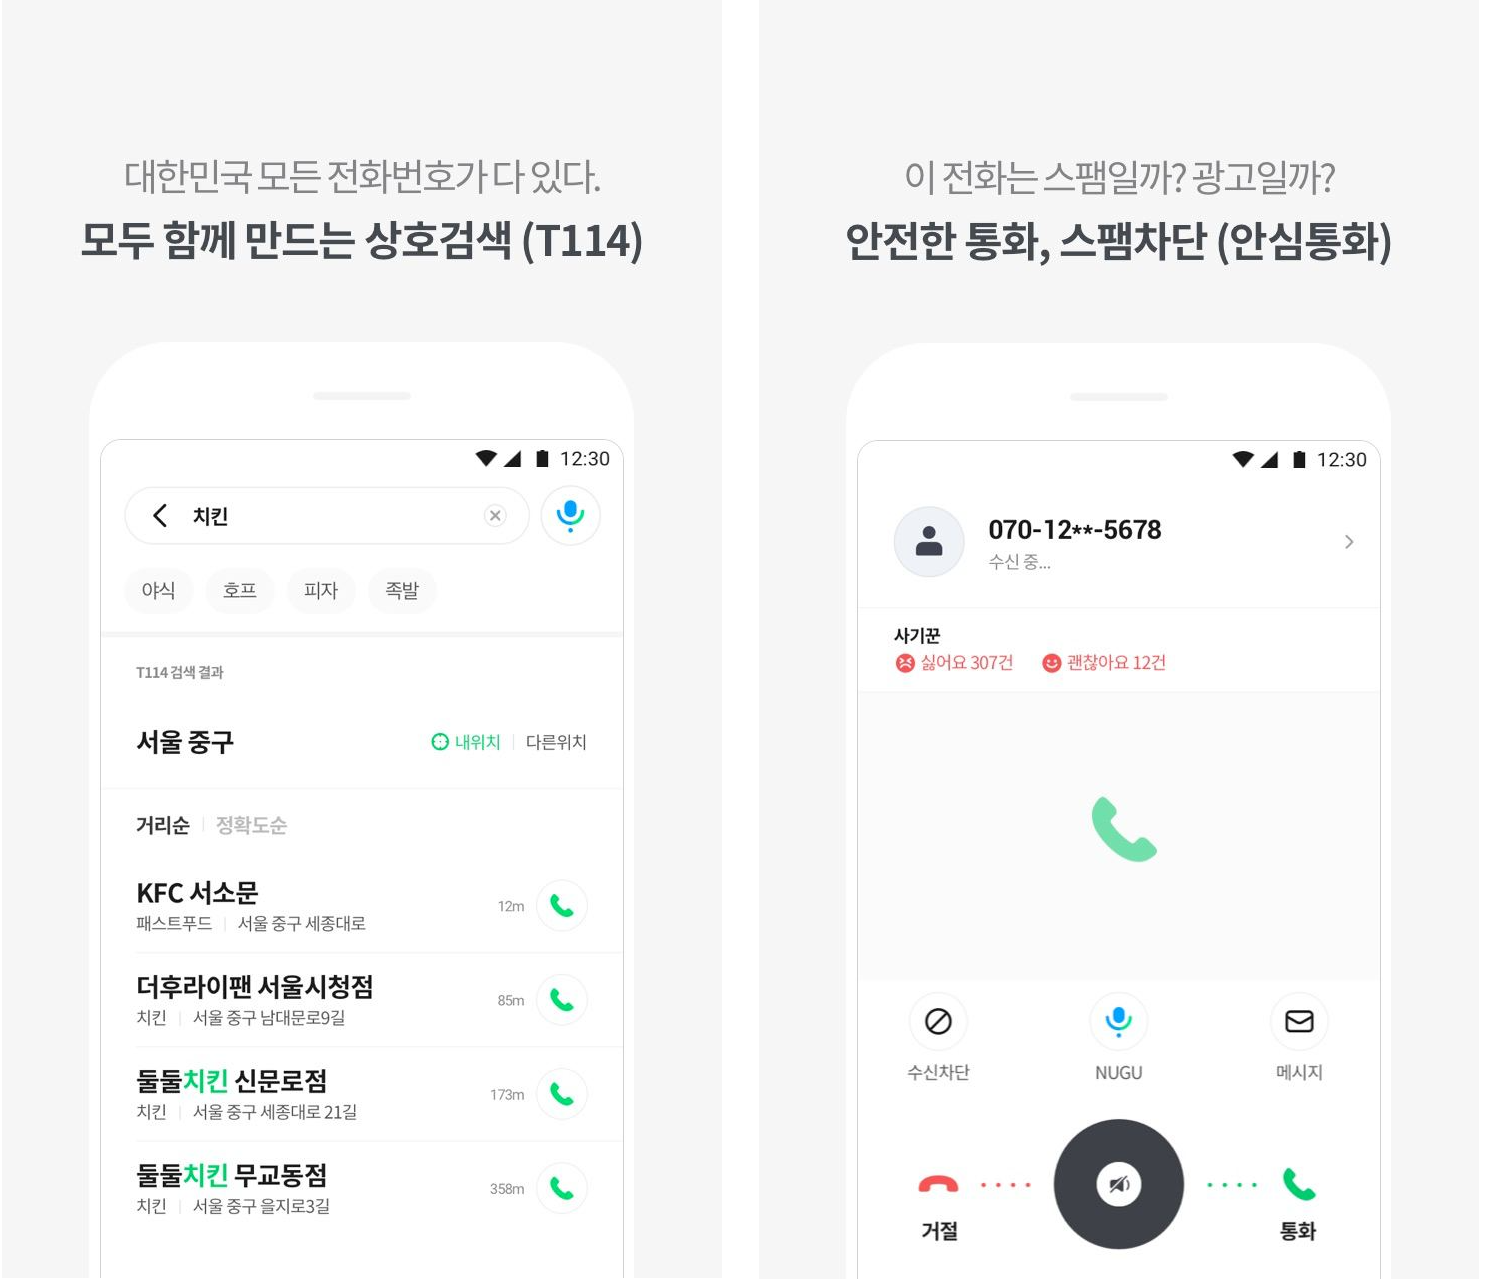 대한민국 모든 전화번호가 다 있다.
모두 함께 만드는 상호검색 (T114)
12:30
치킨
야식 호프 피자 족발
T114 검색 결과
서울 중구 내위치 다른위치
거리순 정확도순
KFC 서소문
패스트푸드 서울 중구 세종대로
12m
더후라이팬 서울시청점
치킨 서울 중구 남대문로9길
85m
둘둘치킨 신문로점
치킨 서울 중구 세종대로 21길
173m
둘둘치킨 무교동점
치킨 서울 중구 을지로3길
358m
이 전화는 스팸일까? 광고일까?
안전한 통화, 스팸차단 (안심통화)
12:30
070-12**-5678
수신 중...
사기꾼
싫어요 307건 괜찮아요 12건
수신차단 NUGU 메시지
거절 통화